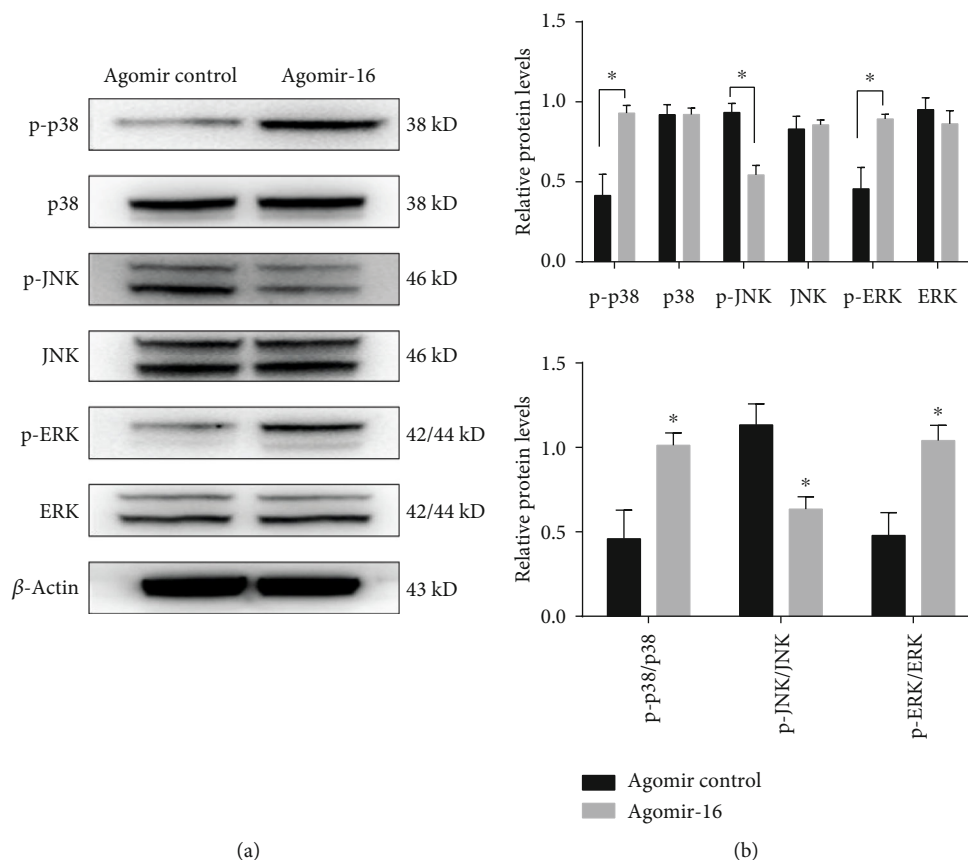 Agomir control Agomir-16
p-p38 38 kD
p38 38 kD
p-JNK 46 kD
JNK 46 kD
p-ERK 42/44 kD
ERK 42/44 kD
β-Actin 43 kD
(a)
Relative protein levels
1.5
1.0
0.5
0.0
* * *
p-p38 p38 p-JNK JNK p-ERK ERK
Relative protein levels
1.5
1.0
0.5
0.0
* * *
p-p38/p38
p-JNK/JNK
p-ERK/ERK
Agomir control
Agomir-16
(b)